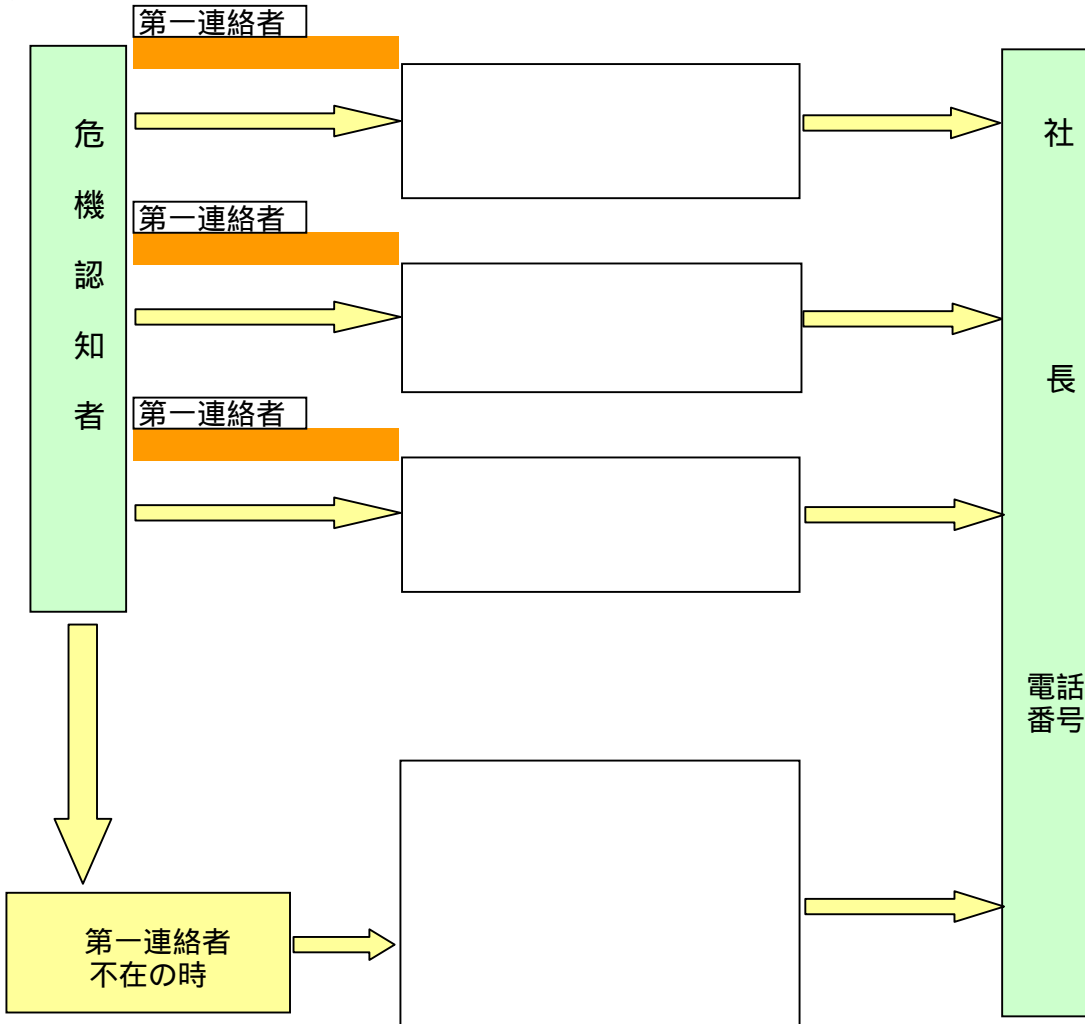 第一連絡者
危機認知者
社長
第一連絡者
第一連絡者
電話
番号
第一連絡者
不在の時